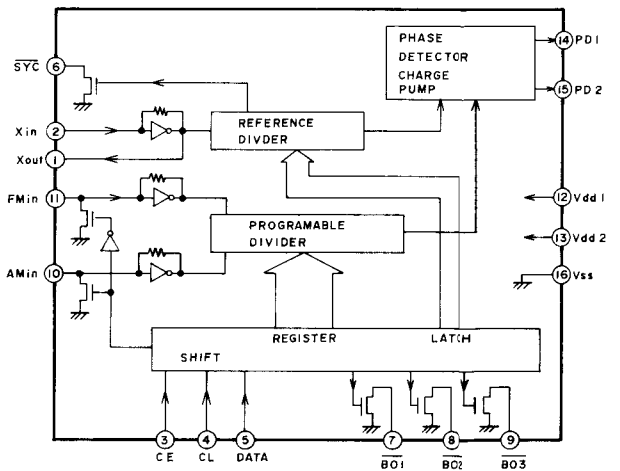 PHASE
DETECTOR
CHARGE
PUMP
14 PD1
15 PD2
SYC 6
Xin 2
Xout 1
REFERENCE
DIVDER
FMin 11
PROGRAMABLE
DIVIDER
12 Vdd 1
13 Vdd 2
16 Vss
AMin 10
REGISTER LATCH
SHIFT
3 4 5 7 8 9
CE CL DATA BO1 BO2 BO3